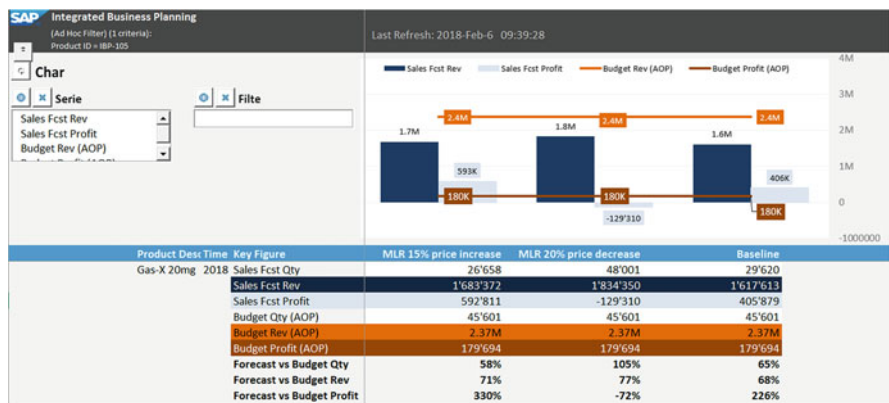 SAP Integrated Business Planning
(Ad Hoc Filter) (1 criteria):
Product ID = IBP-105
Last Refresh: 2018-Feb-6 09:39:28
Char
Serie
Filte
Sales Fcst Rev
Sales Fcst Profit
Budget Rev (AOP)
Sales Fcst Rev Sales Fcst Profit Budget Rev (AOP) Budget Profit (AOP)
4M
3M
2M
1M
0
-1000000
1.7M 1.8M 1.6M
2.4M 2.4M 2.4M
593K -129'310 406K
180K 180K 180K
Product Desc Time Key Figure MLR 15% price increase MLR 20% price decrease Baseline
Gas-X 20mg 2018 Sales Fcst Qty 26'658 48'001 29'620
Sales Fcst Rev 1'683'372 1'834'350 1'617'613
Sales Fcst Profit 592'811 -129'310 405'879
Budget Qty (AOP) 45'601 45'601 45'601
Budget Rev (AOP) 2.37M 2.37M 2.37M
Budget Profit (AOP) 179'694 179'694 179'694
Forecast vs Budget Qty 58% 105% 65%
Forecast vs Budget Rev 71% 77% 68%
Forecast vs Budget Profit 330% -72% 226%